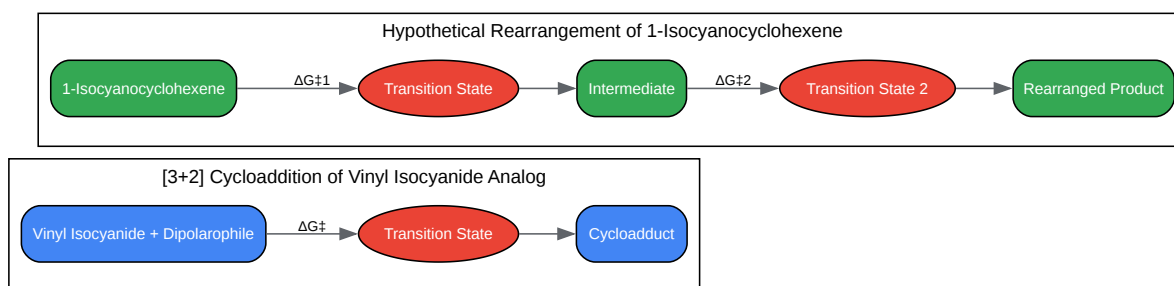 Hypothetical Rearrangement of 1-Isocyanocyclohexene
1-Isocyanocyclohexene
ΔG‡1
Transition State
Intermediate
ΔG‡2
Transition State 2
Rearranged Product
[3+2] Cycloaddition of Vinyl Isocyanide Analog
Vinyl Isocyanide + Dipolarophile
ΔG‡
Transition State
Cycloadduct